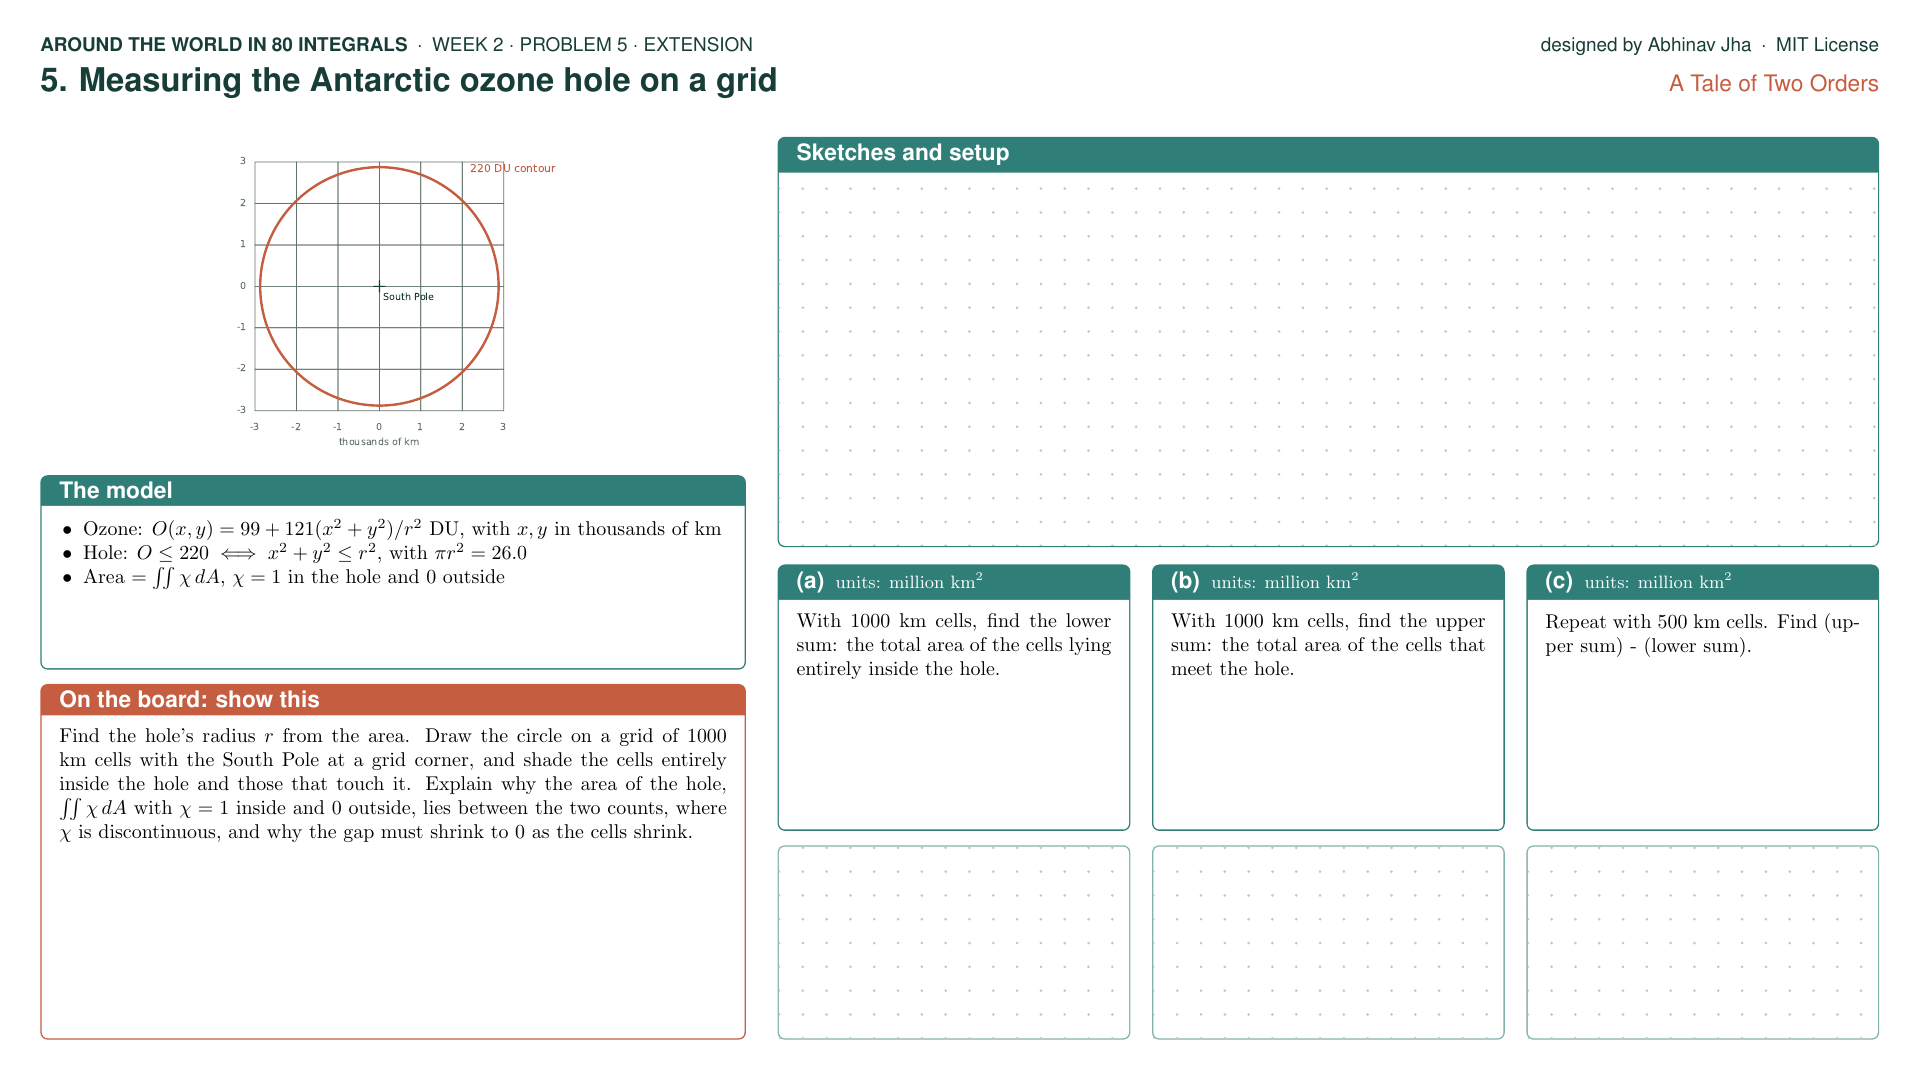 AROUND THE WORLD IN 80 INTEGRALS · WEEK 2 · PROBLEM 5 · EXTENSION
designed by Abhinav Jha · MIT License
5. Measuring the Antarctic ozone hole on a grid
A Tale of Two Orders
220 DU contour
3
2
1
0
-1
-2
-3
South Pole
-3 -2 -1 0 1 2 3
thousands of km
The model
• Ozone: O(x, y) = 99 + 121(x² + y²)/r² DU, with x, y in thousands of km
• Hole: O ≤ 220 ⟺ x² + y² ≤ r², with πr² = 26.0
• Area = ∬ χ dA, χ = 1 in the hole and 0 outside
On the board: show this
Find the hole's radius r from the area. Draw the circle on a grid of 1000
km cells with the South Pole at a grid corner, and shade the cells entirely
inside the hole and those that touch it. Explain why the area of the hole,
∬ χ dA with χ = 1 inside and 0 outside, lies between the two counts, where
χ is discontinuous, and why the gap must shrink to 0 as the cells shrink.
Sketches and setup
(a) units: million km²
With 1000 km cells, find the lower
sum: the total area of the cells lying
entirely inside the hole.
(b) units: million km²
With 1000 km cells, find the upper
sum: the total area of the cells that
meet the hole.
(c) units: million km²
Repeat with 500 km cells. Find (up-
per sum) - (lower sum).